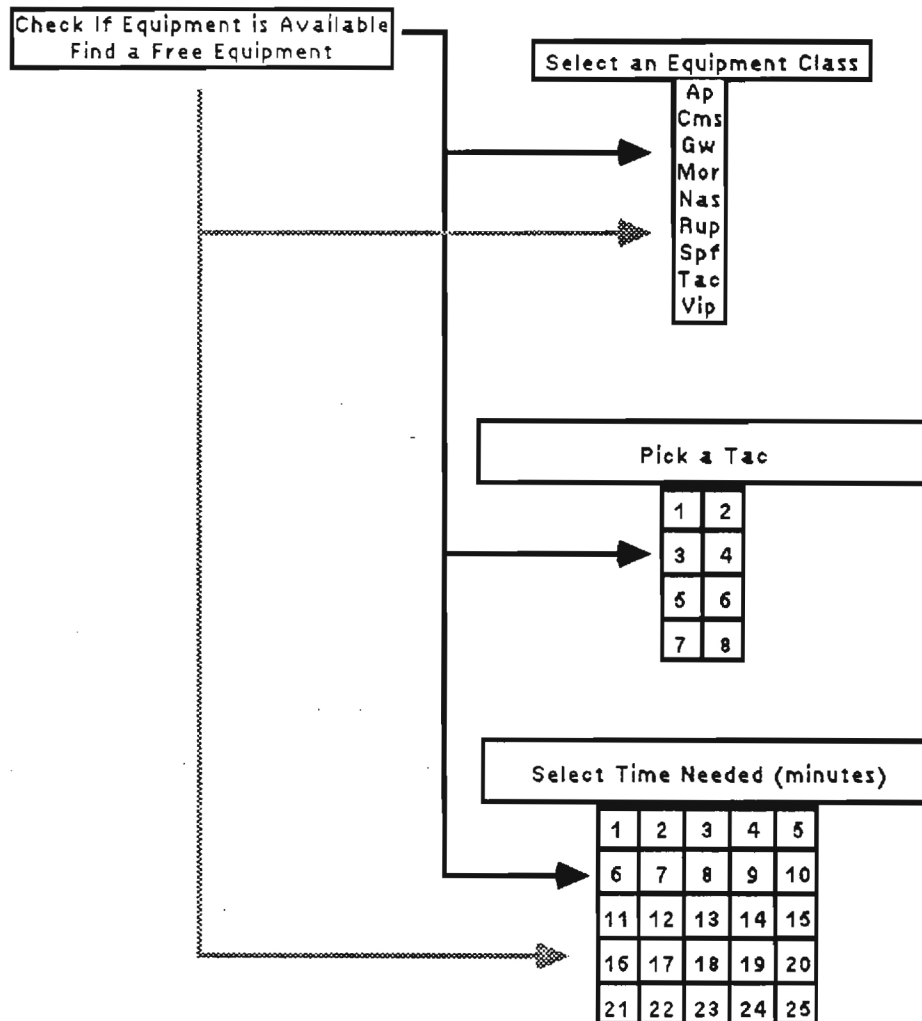 Check If Equipment is Available
Find a Free Equipment
Select an Equipment Class
Ap
Cms
Gw
Mor
Nas
Rup
Spf
Tac
Vip
Pick a Tac
1 2
3 4
5 6
7 8
Select Time Needed (minutes)
1 2 3 4 5
6 7 8 9 10
11 12 13 14 15
16 17 18 19 20
21 22 23 24 25